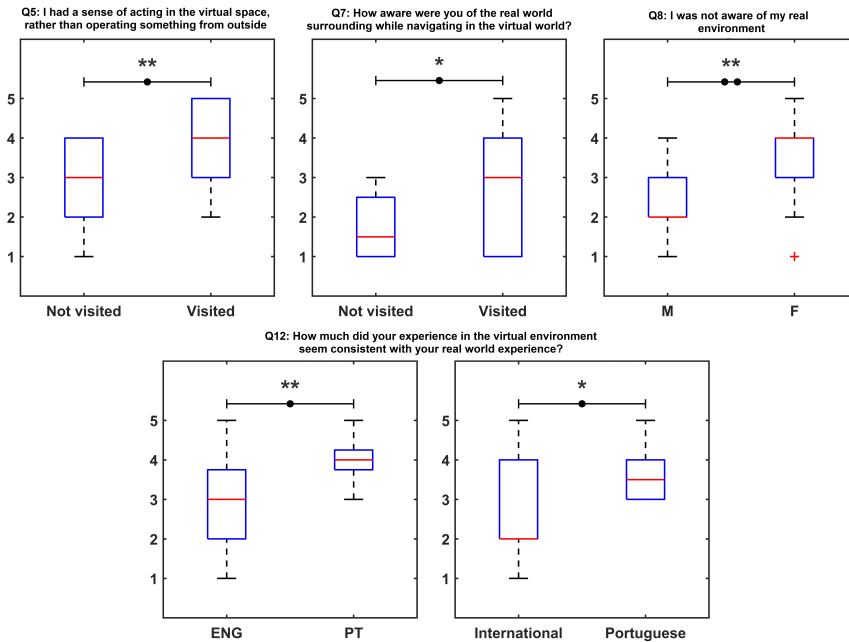 Q5: I had a sense of acting in the virtual space,
rather than operating something from outside
**
5
4
3
2
1
Not visited
Visited
Q7: How aware were you of the real world
surrounding while navigating in the virtual world?
*
5
4
3
2
1
Not visited
Visited
Q8: I was not aware of my real
environment
**
5
4
3
2
1
M
F
Q12: How much did your experience in the virtual environment
seem consistent with your real world experience?
**
5
4
3
2
1
ENG
PT
*
5
4
3
2
1
International
Portuguese